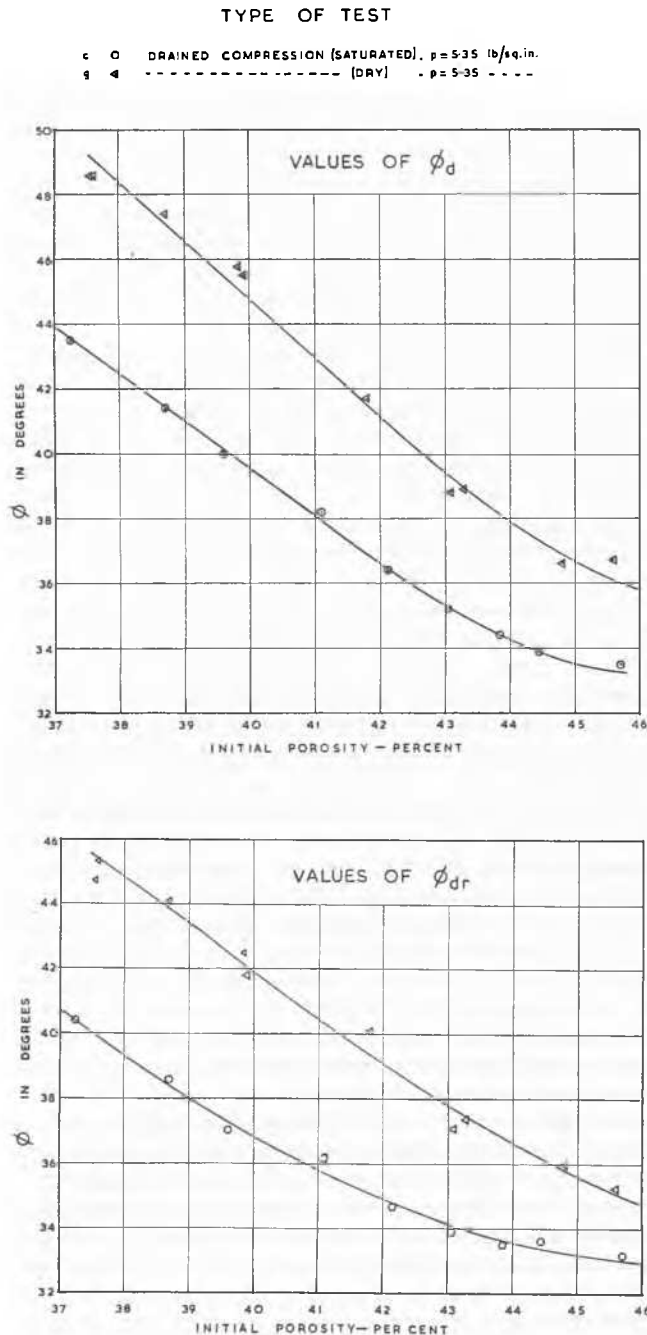 TYPE OF TEST
c O DRAINED COMPRESSION (SATURATED), p = 5·35 lb/sq.in.
g ◁ - - - - - - - - - - - - - - - (DRY) . p = 5·35 - - - -
VALUES OF ϕd
50
48
46
44
42
40
38
36
34
32
ϕ IN DEGREES
37 38 39 40 41 42 43 44 45 46
INITIAL POROSITY — PERCENT
VALUES OF ϕdr
46
44
42
40
38
36
34
32
ϕ IN DEGREES
37 38 39 40 41 42 43 44 45 46
INITIAL POROSITY — PER CENT